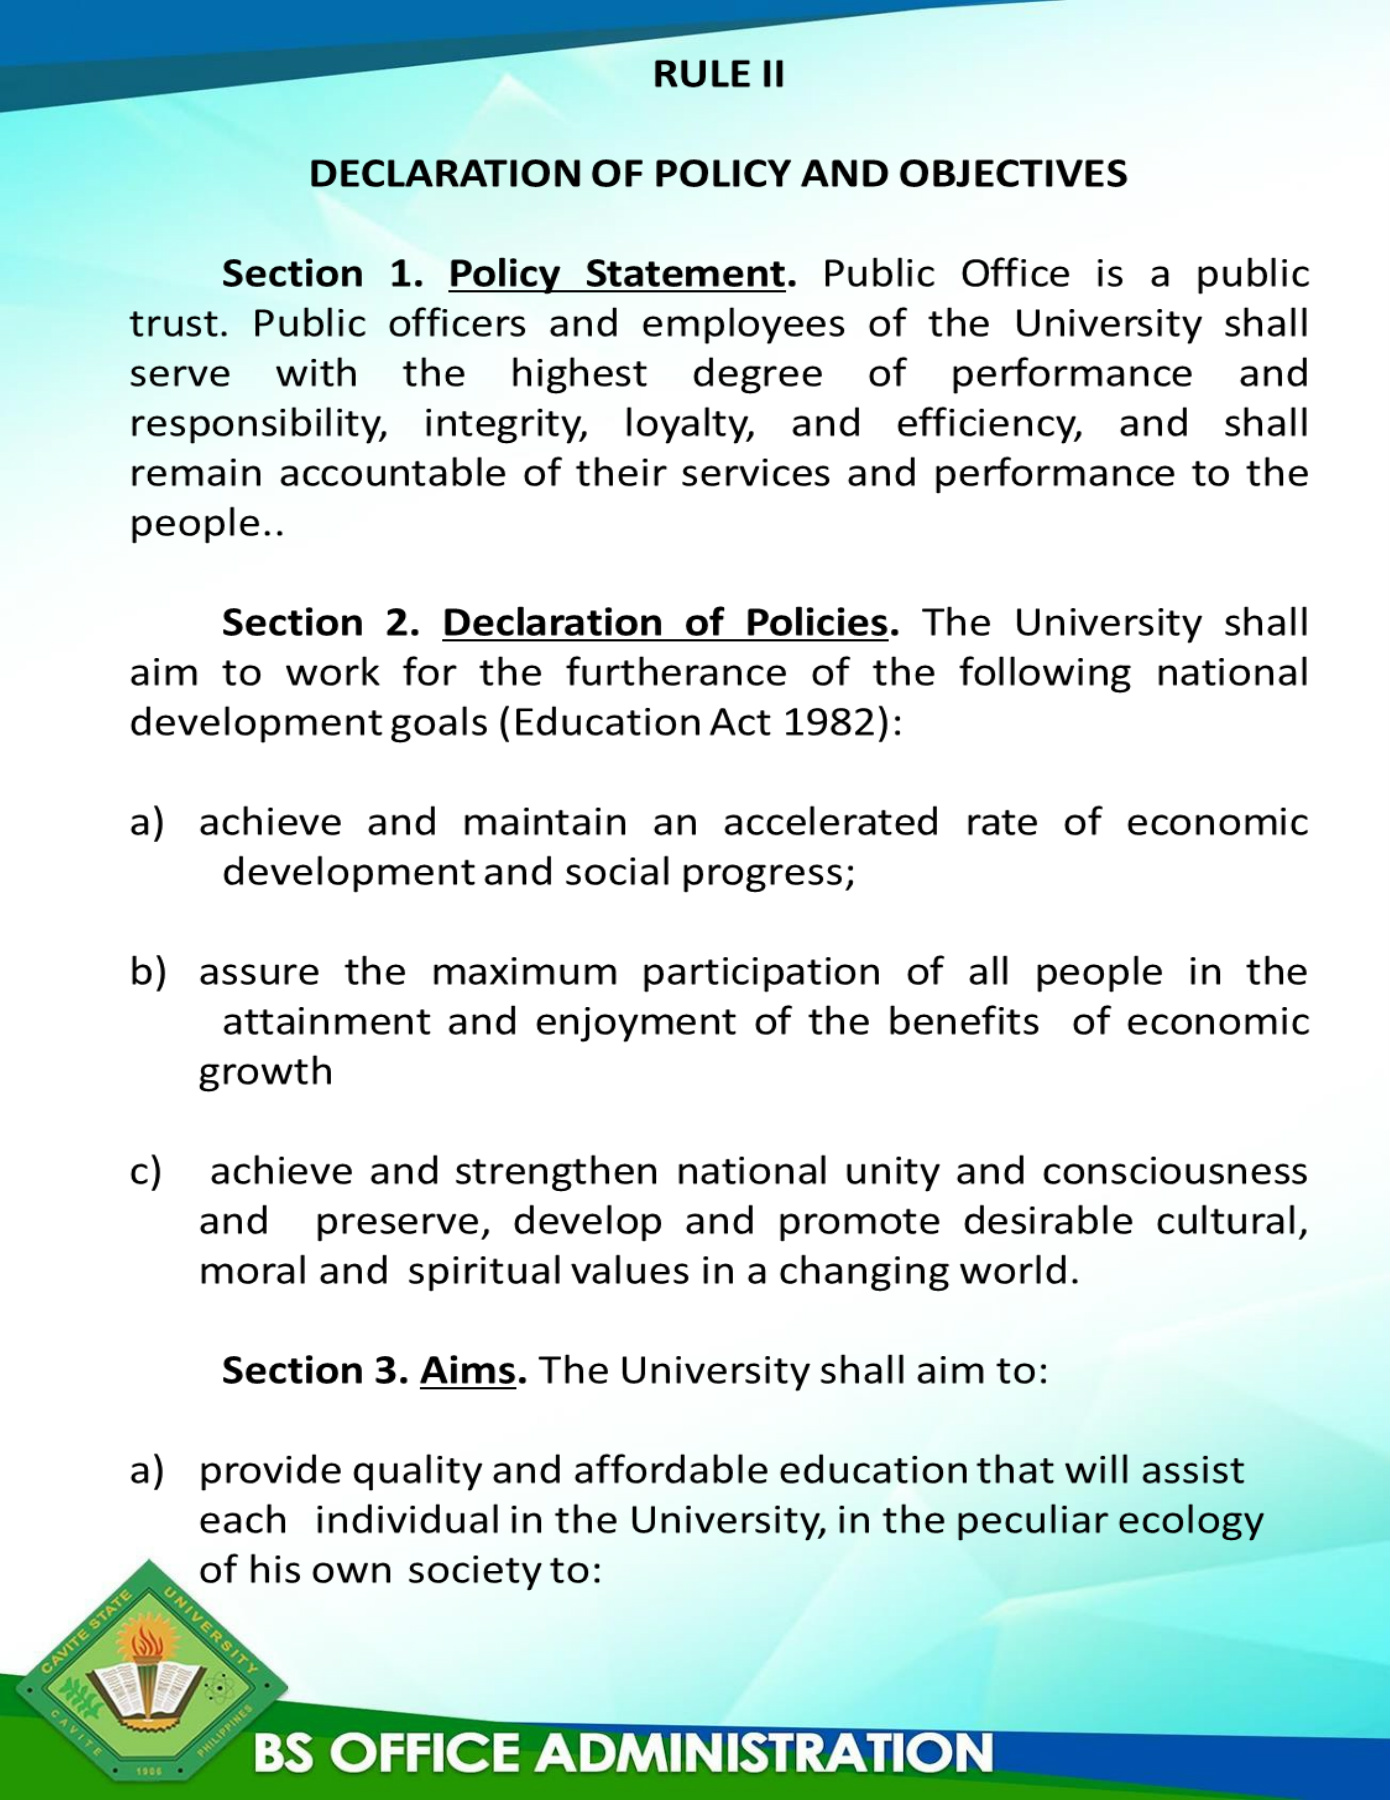 RULE II
DECLARATION OF POLICY AND OBJECTIVES
Section 1. Policy Statement. Public Office is a public
trust. Public officers and employees of the University shall
serve with the highest degree of performance and
responsibility, integrity, loyalty, and efficiency, and shall
remain accountable of their services and performance to the
people..
Section 2. Declaration of Policies. The University shall
aim to work for the furtherance of the following national
development goals (Education Act 1982):
a) achieve and maintain an accelerated rate of economic
development and social progress;
b) assure the maximum participation of all people in the
attainment and enjoyment of the benefits of economic
growth
c) achieve and strengthen national unity and consciousness
and preserve, develop and promote desirable cultural,
moral and spiritual values in a changing world.
Section 3. Aims. The University shall aim to:
a) provide quality and affordable education that will assist
each individual in the University, in the peculiar ecology
of his own society to:
CAVITE STATE UNIVERSITY
CAVITE PHILIPPINES
1906
BS OFFICE ADMINISTRATION